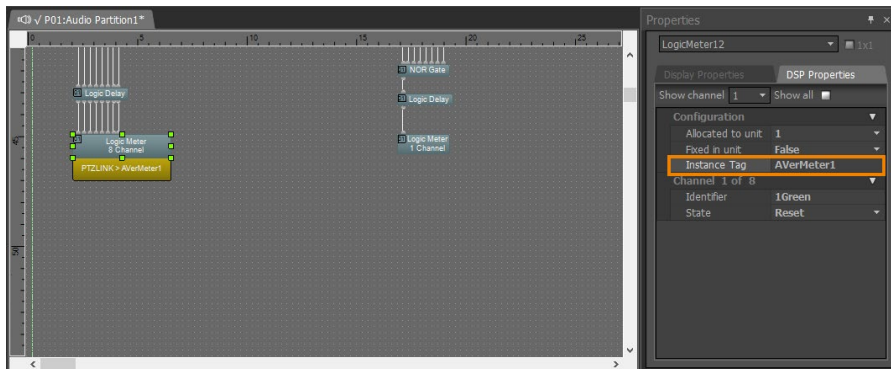 √ P01:Audio Partition1*
0 5 10 15 20 25
Logic Delay
Logic Meter
8 Channel
PTZLINK > AVerMeter1
NOR Gate
Logic Delay
Logic Meter
1 Channel
50
Properties
LogicMeter12
1x1
Display Properties
DSP Properties
Show channel 1 Show all
Configuration
Allocated to unit 1
Fixed in unit False
Instance Tag AVerMeter1
Channel 1 of 8
Identifier 1Green
State Reset